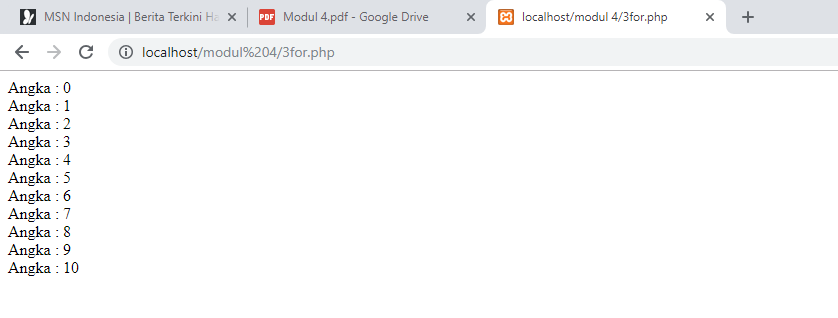 MSN Indonesia | Berita Terkini Ha
Modul 4.pdf - Google Drive
localhost/modul 4/3for.php
localhost/modul%204/3for.php
Angka : 0
Angka : 1
Angka : 2
Angka : 3
Angka : 4
Angka : 5
Angka : 6
Angka : 7
Angka : 8
Angka : 9
Angka : 10